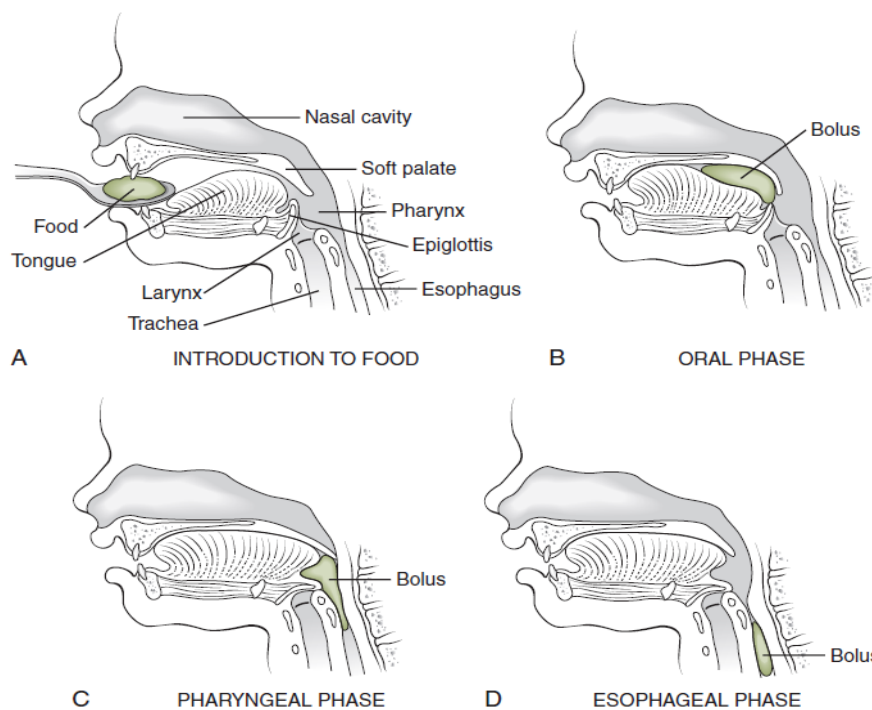 Nasal cavity
Soft palate
Pharynx
Food
Epiglottis
Tongue
Larynx
Esophagus
Trachea
A INTRODUCTION TO FOOD
Bolus
B ORAL PHASE
Bolus
C PHARYNGEAL PHASE
Bolus
D ESOPHAGEAL PHASE